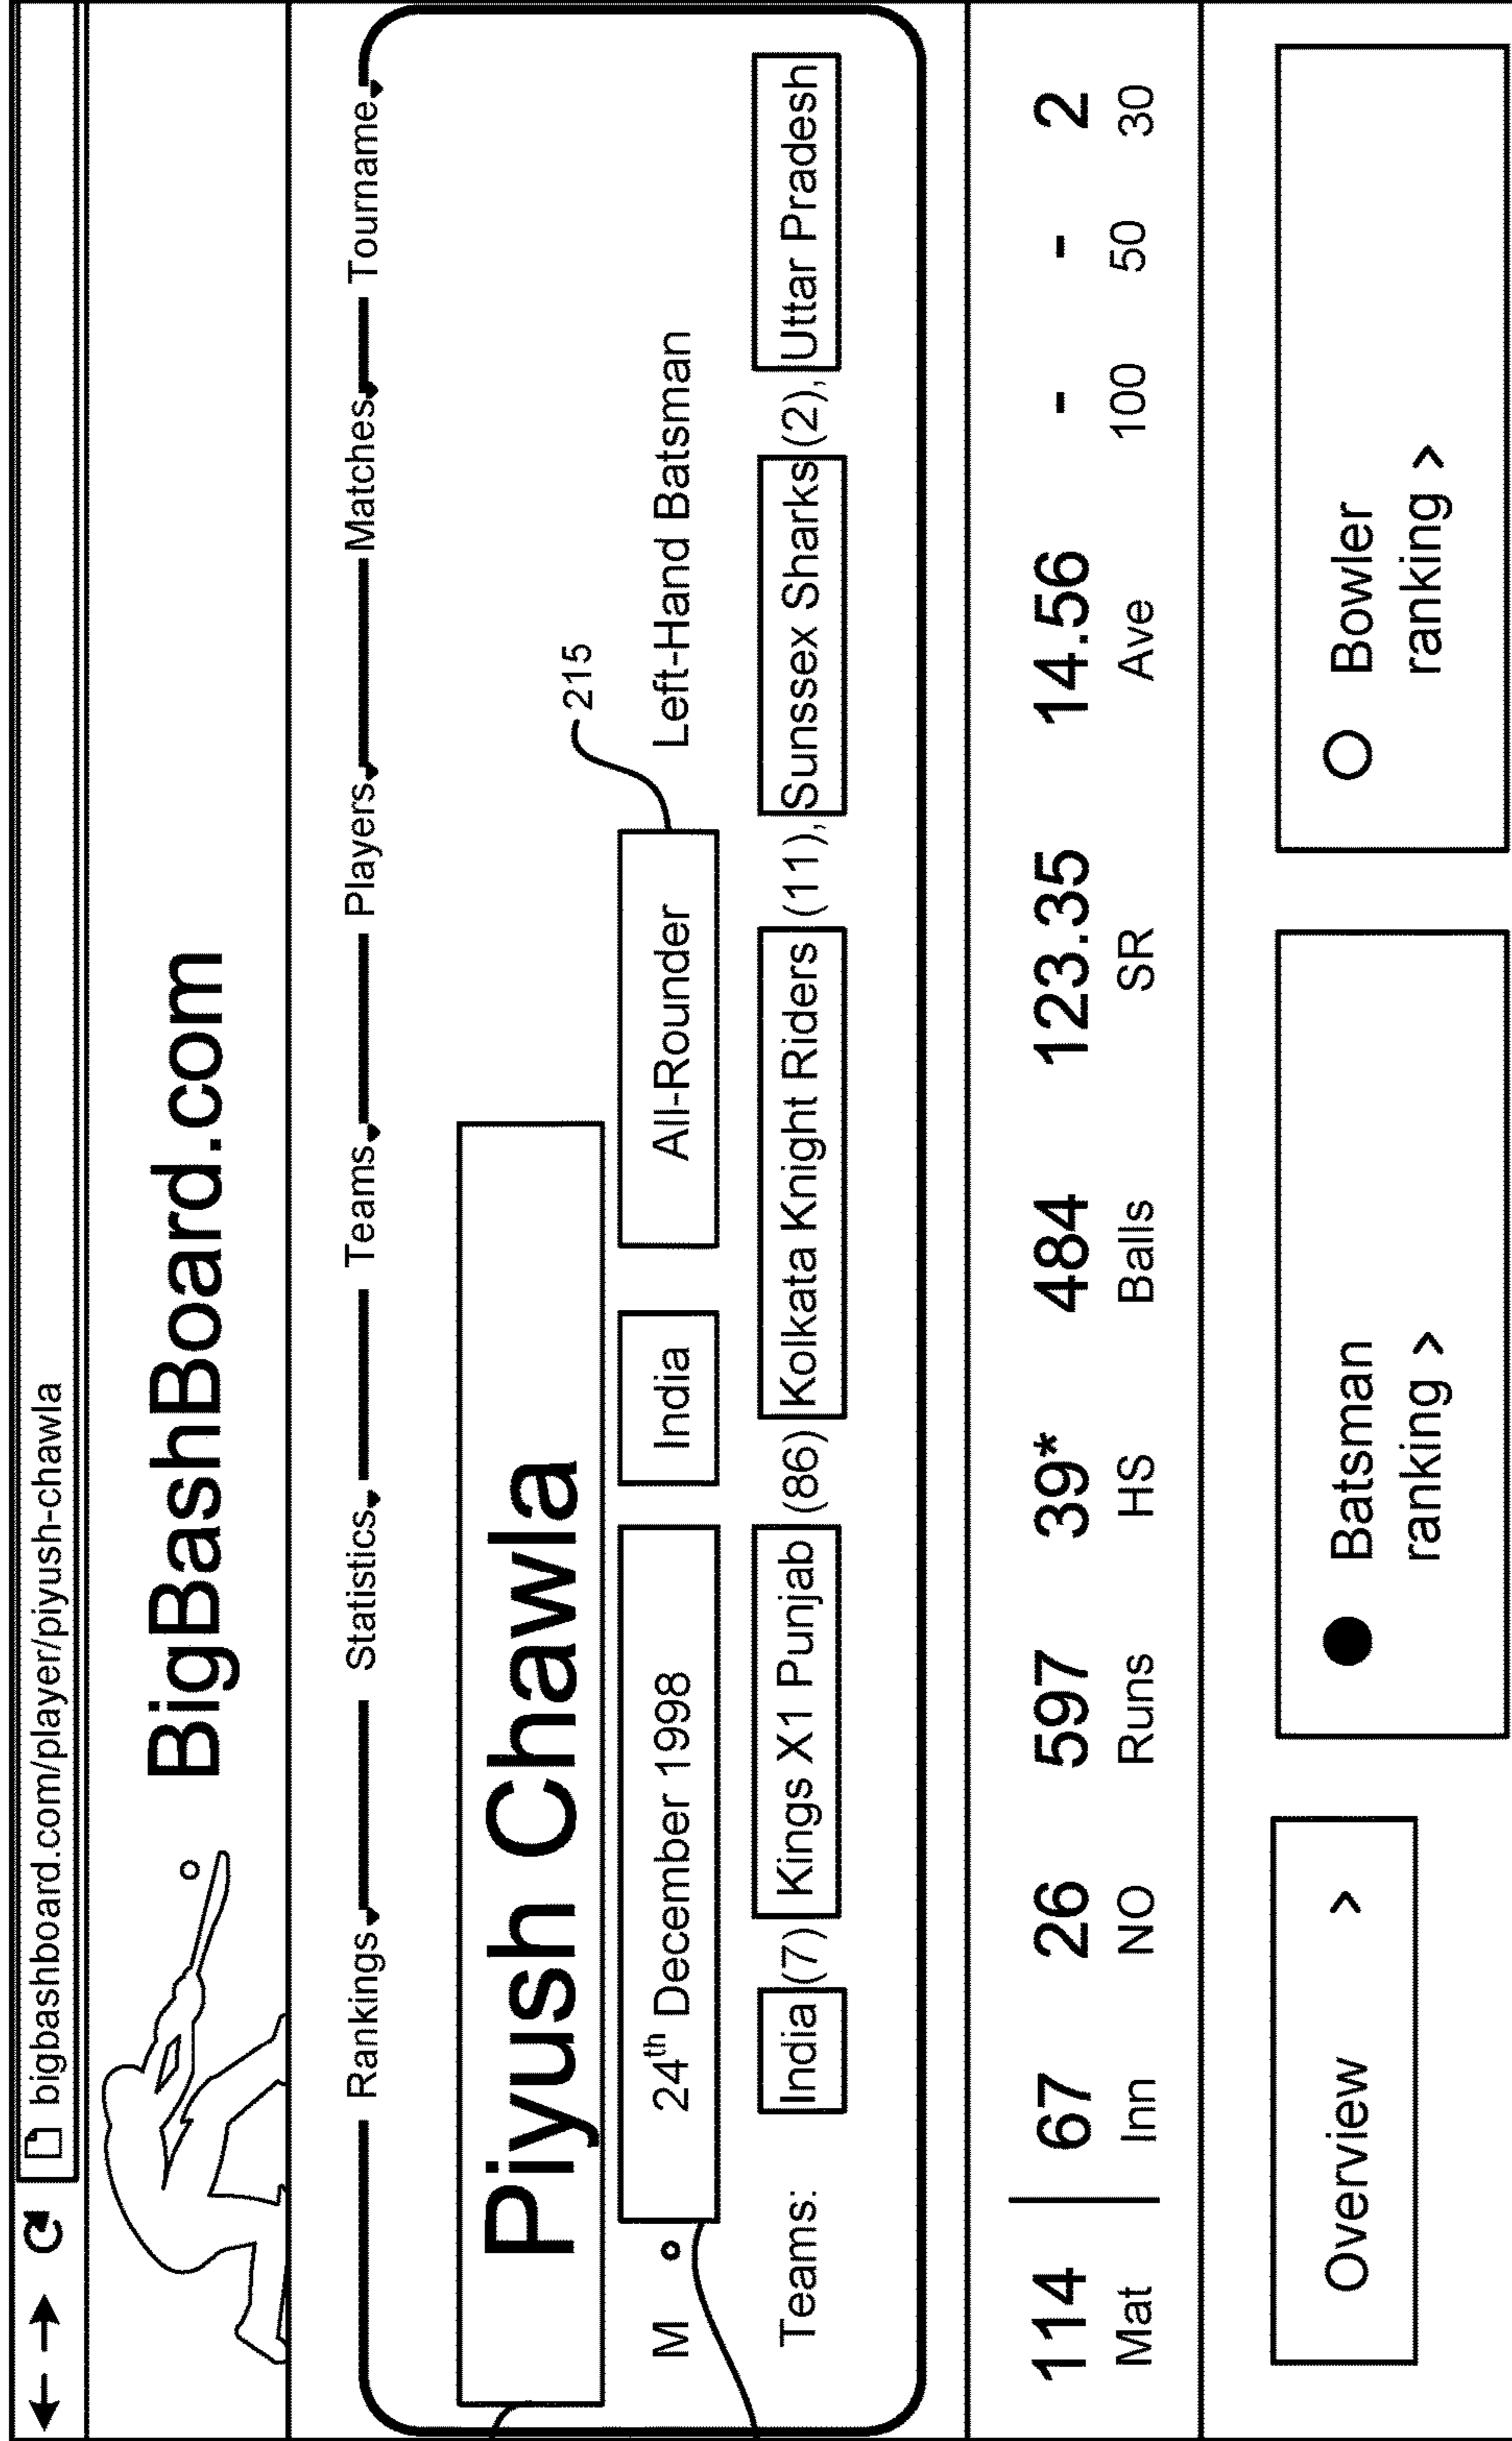 bigbashboard.com/player/piyush-chawla
BigBashBoard.com
Rankings Statistics Teams Players Matches Tourname
Piyush Chawla
M 24th December 1998 India All-Rounder Left-Hand Batsman
215
Teams: India (7) Kings X1 Punjab (86) Kolkata Knight Riders (11), Sunssex Sharks (2), Uttar Pradesh
114 67 26 597 39* 484 123.35 14.56 - - 2
Mat Inn NO Runs HS Balls SR Ave 100 50 30
Overview > Batsman ranking > Bowler ranking >